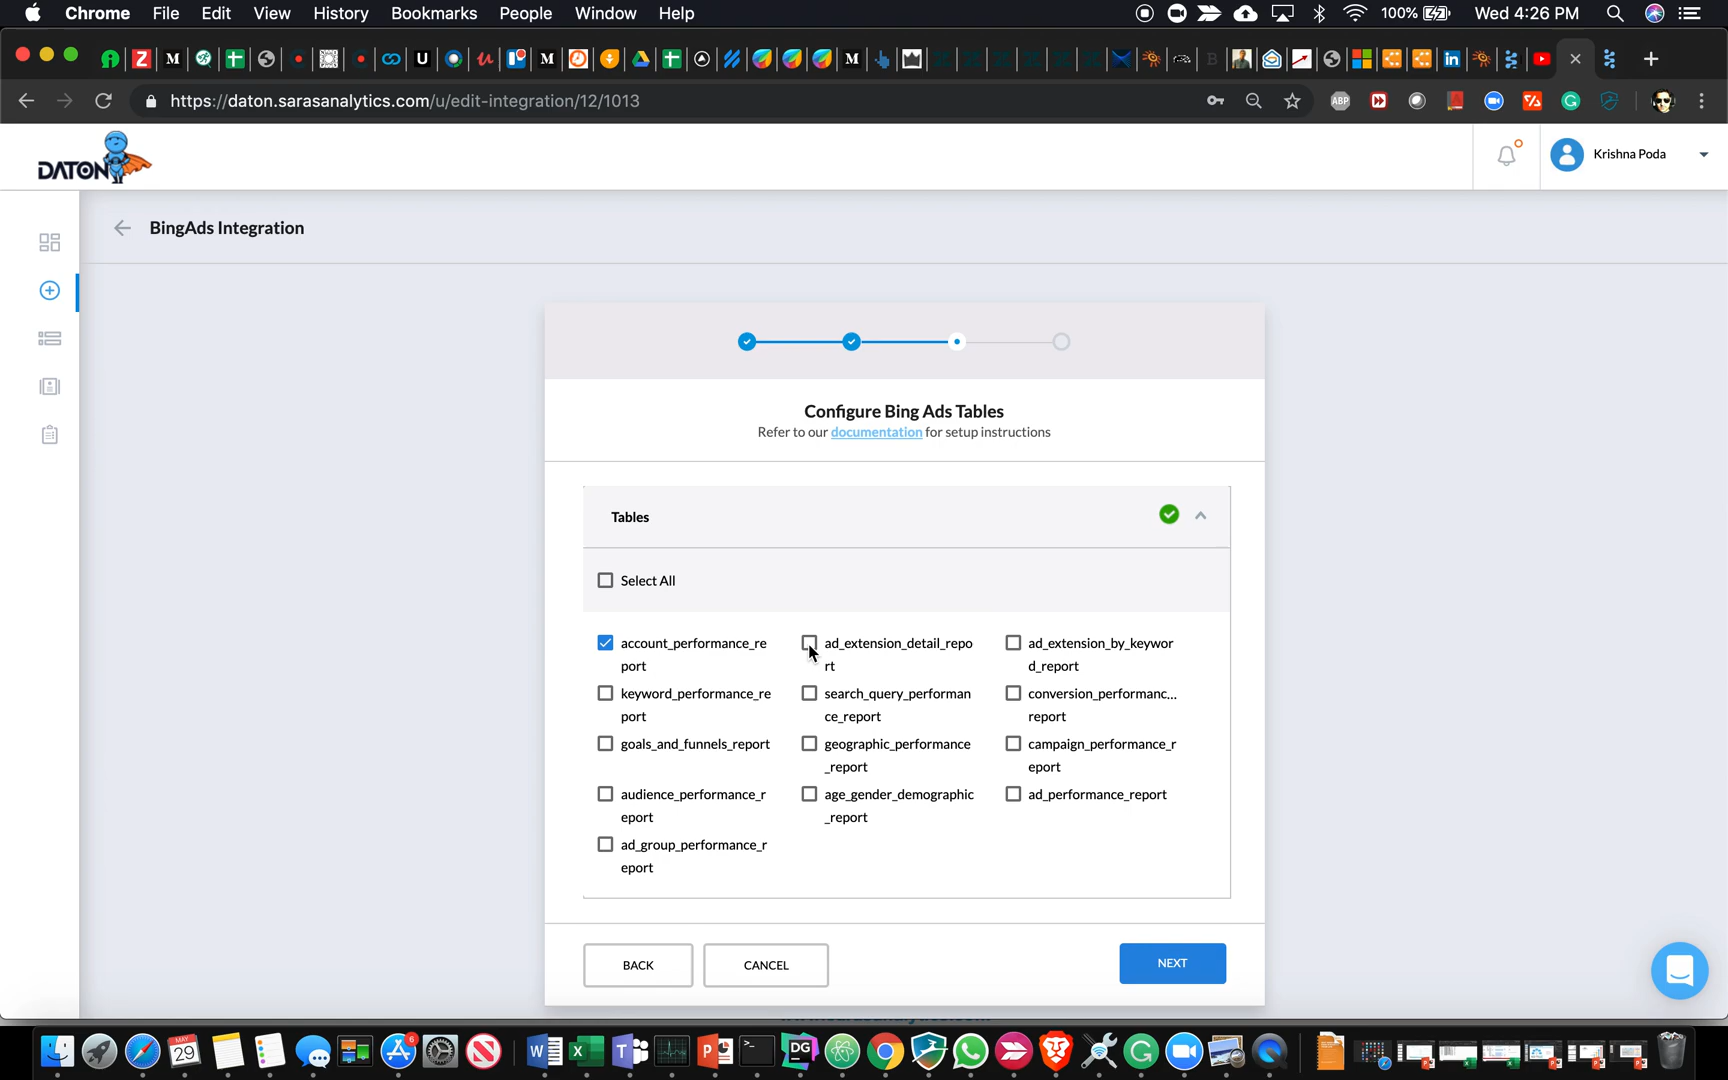 Chrome File Edit View History Bookmarks People Window Help 100% Wed 4:26 PM
https://daton.sarasanalytics.com/u/edit-integration/12/1013
DATON
Krishna Poda
BingAds Integration
Configure Bing Ads Tables
Refer to our documentation for setup instructions
Tables
Select All
account_performance_re
port
ad_extension_detail_repo
rt
ad_extension_by_keywor
d_report
keyword_performance_re
port
search_query_performan
ce_report
conversion_performanc...
report
goals_and_funnels_report
geographic_performance
_report
campaign_performance_r
eport
audience_performance_r
eport
age_gender_demographic
_report
ad_performance_report
ad_group_performance_r
eport
BACK
CANCEL
NEXT